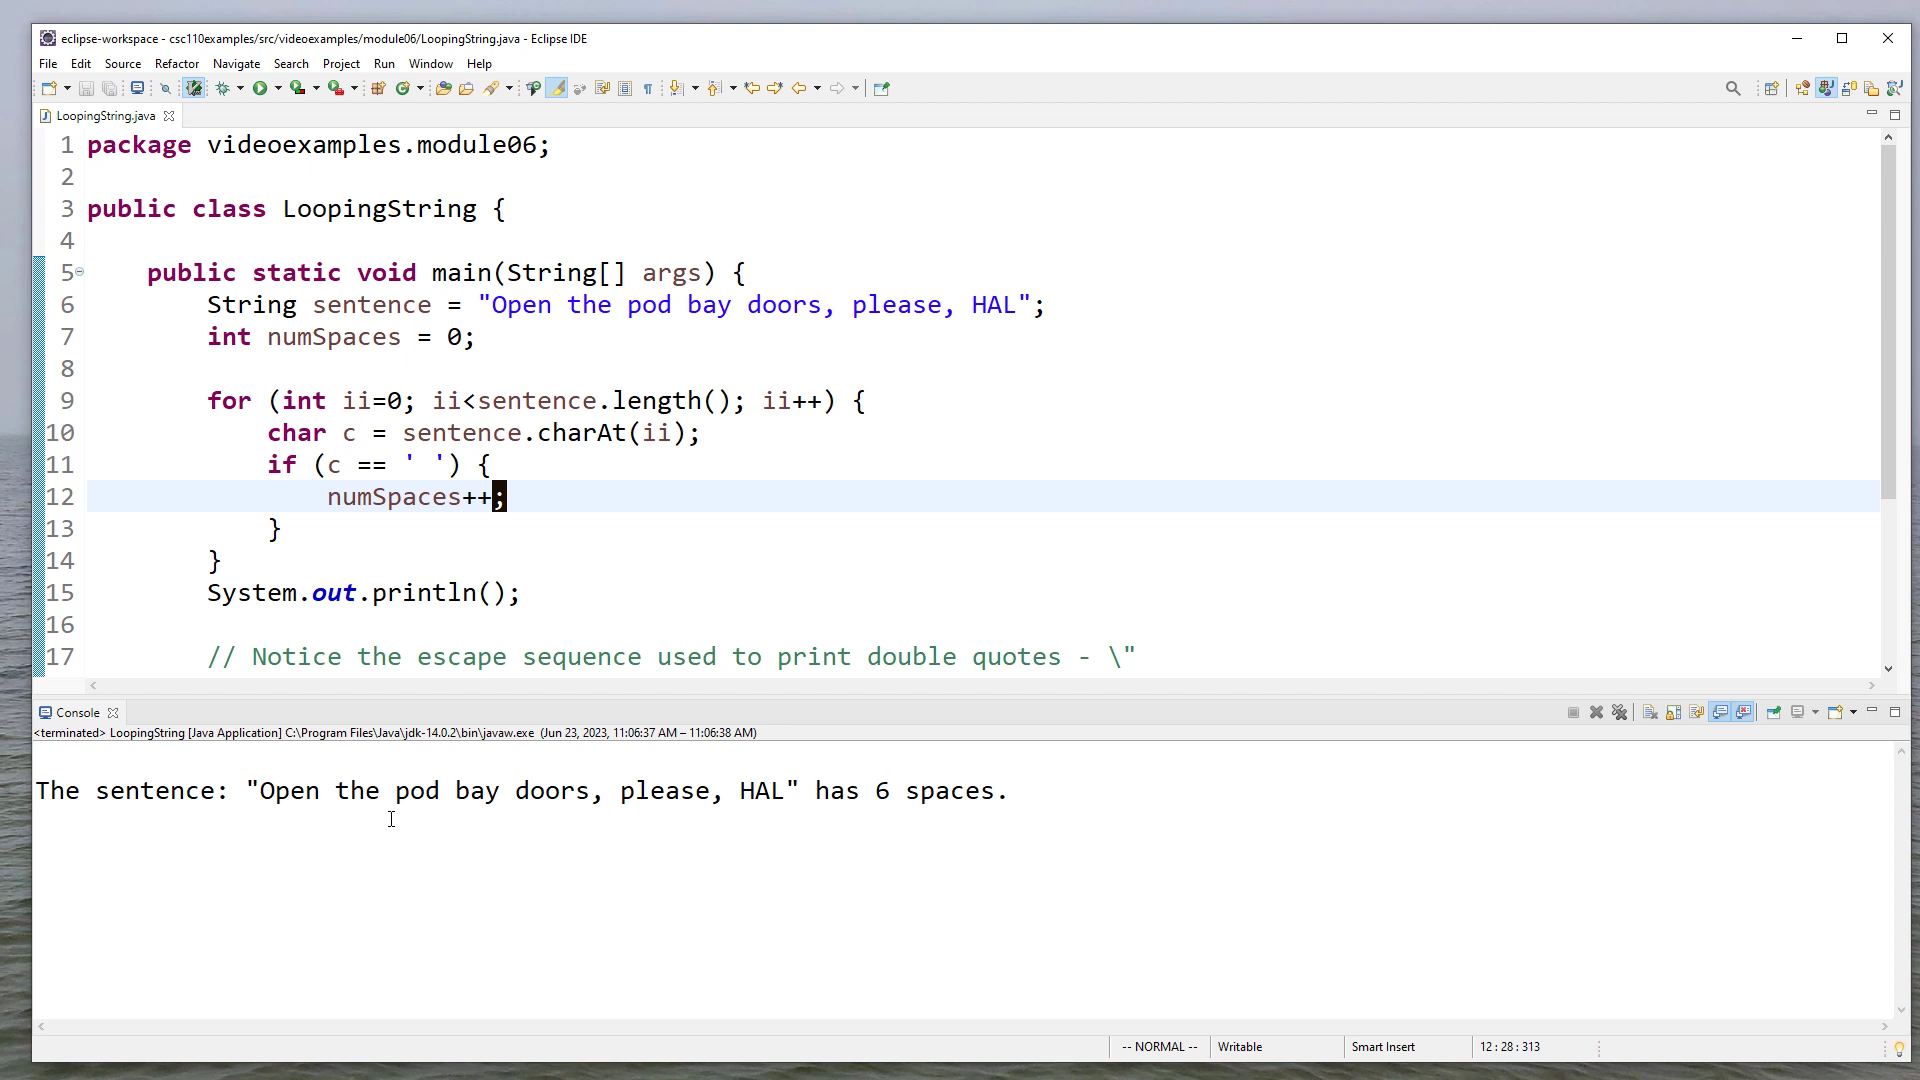 eclipse-workspace - csc110examples/src/videoexamples/module06/LoopingString.java - Eclipse IDE
File Edit Source Refactor Navigate Search Project Run Window Help
LoopingString.java
1 package videoexamples.module06;
2
3 public class LoopingString {
4
5 public static void main(String[] args) {
6 String sentence = "Open the pod bay doors, please, HAL";
7 int numSpaces = 0;
8
9 for (int ii=0; ii<sentence.length(); ii++) {
10 char c = sentence.charAt(ii);
11 if (c == ' ') {
12 numSpaces++;
13 }
14 }
15 System.out.println();
16
17 // Notice the escape sequence used to print double quotes - \"
Console
<terminated> LoopingString [Java Application] C:\Program Files\Java\jdk-14.0.2\bin\javaw.exe (Jun 23, 2023, 11:06:37 AM – 11:06:38 AM)
The sentence: "Open the pod bay doors, please, HAL" has 6 spaces.
-- NORMAL -- Writable Smart Insert 12 : 28 : 313